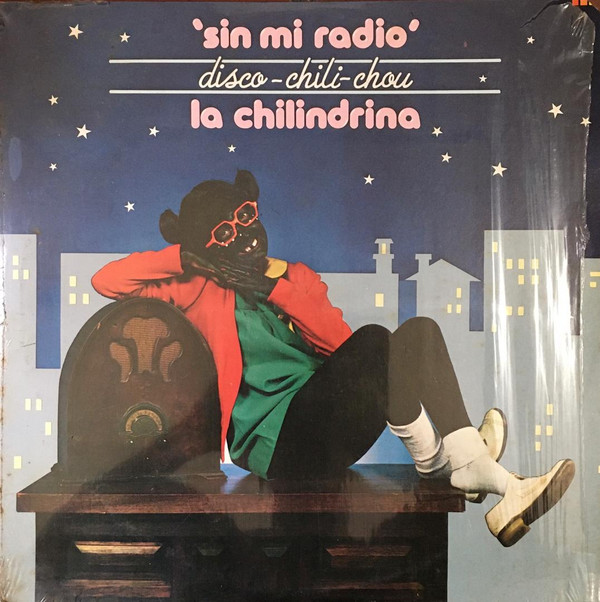 'sin mi radio'
disco-chili-chou
la chilindrina